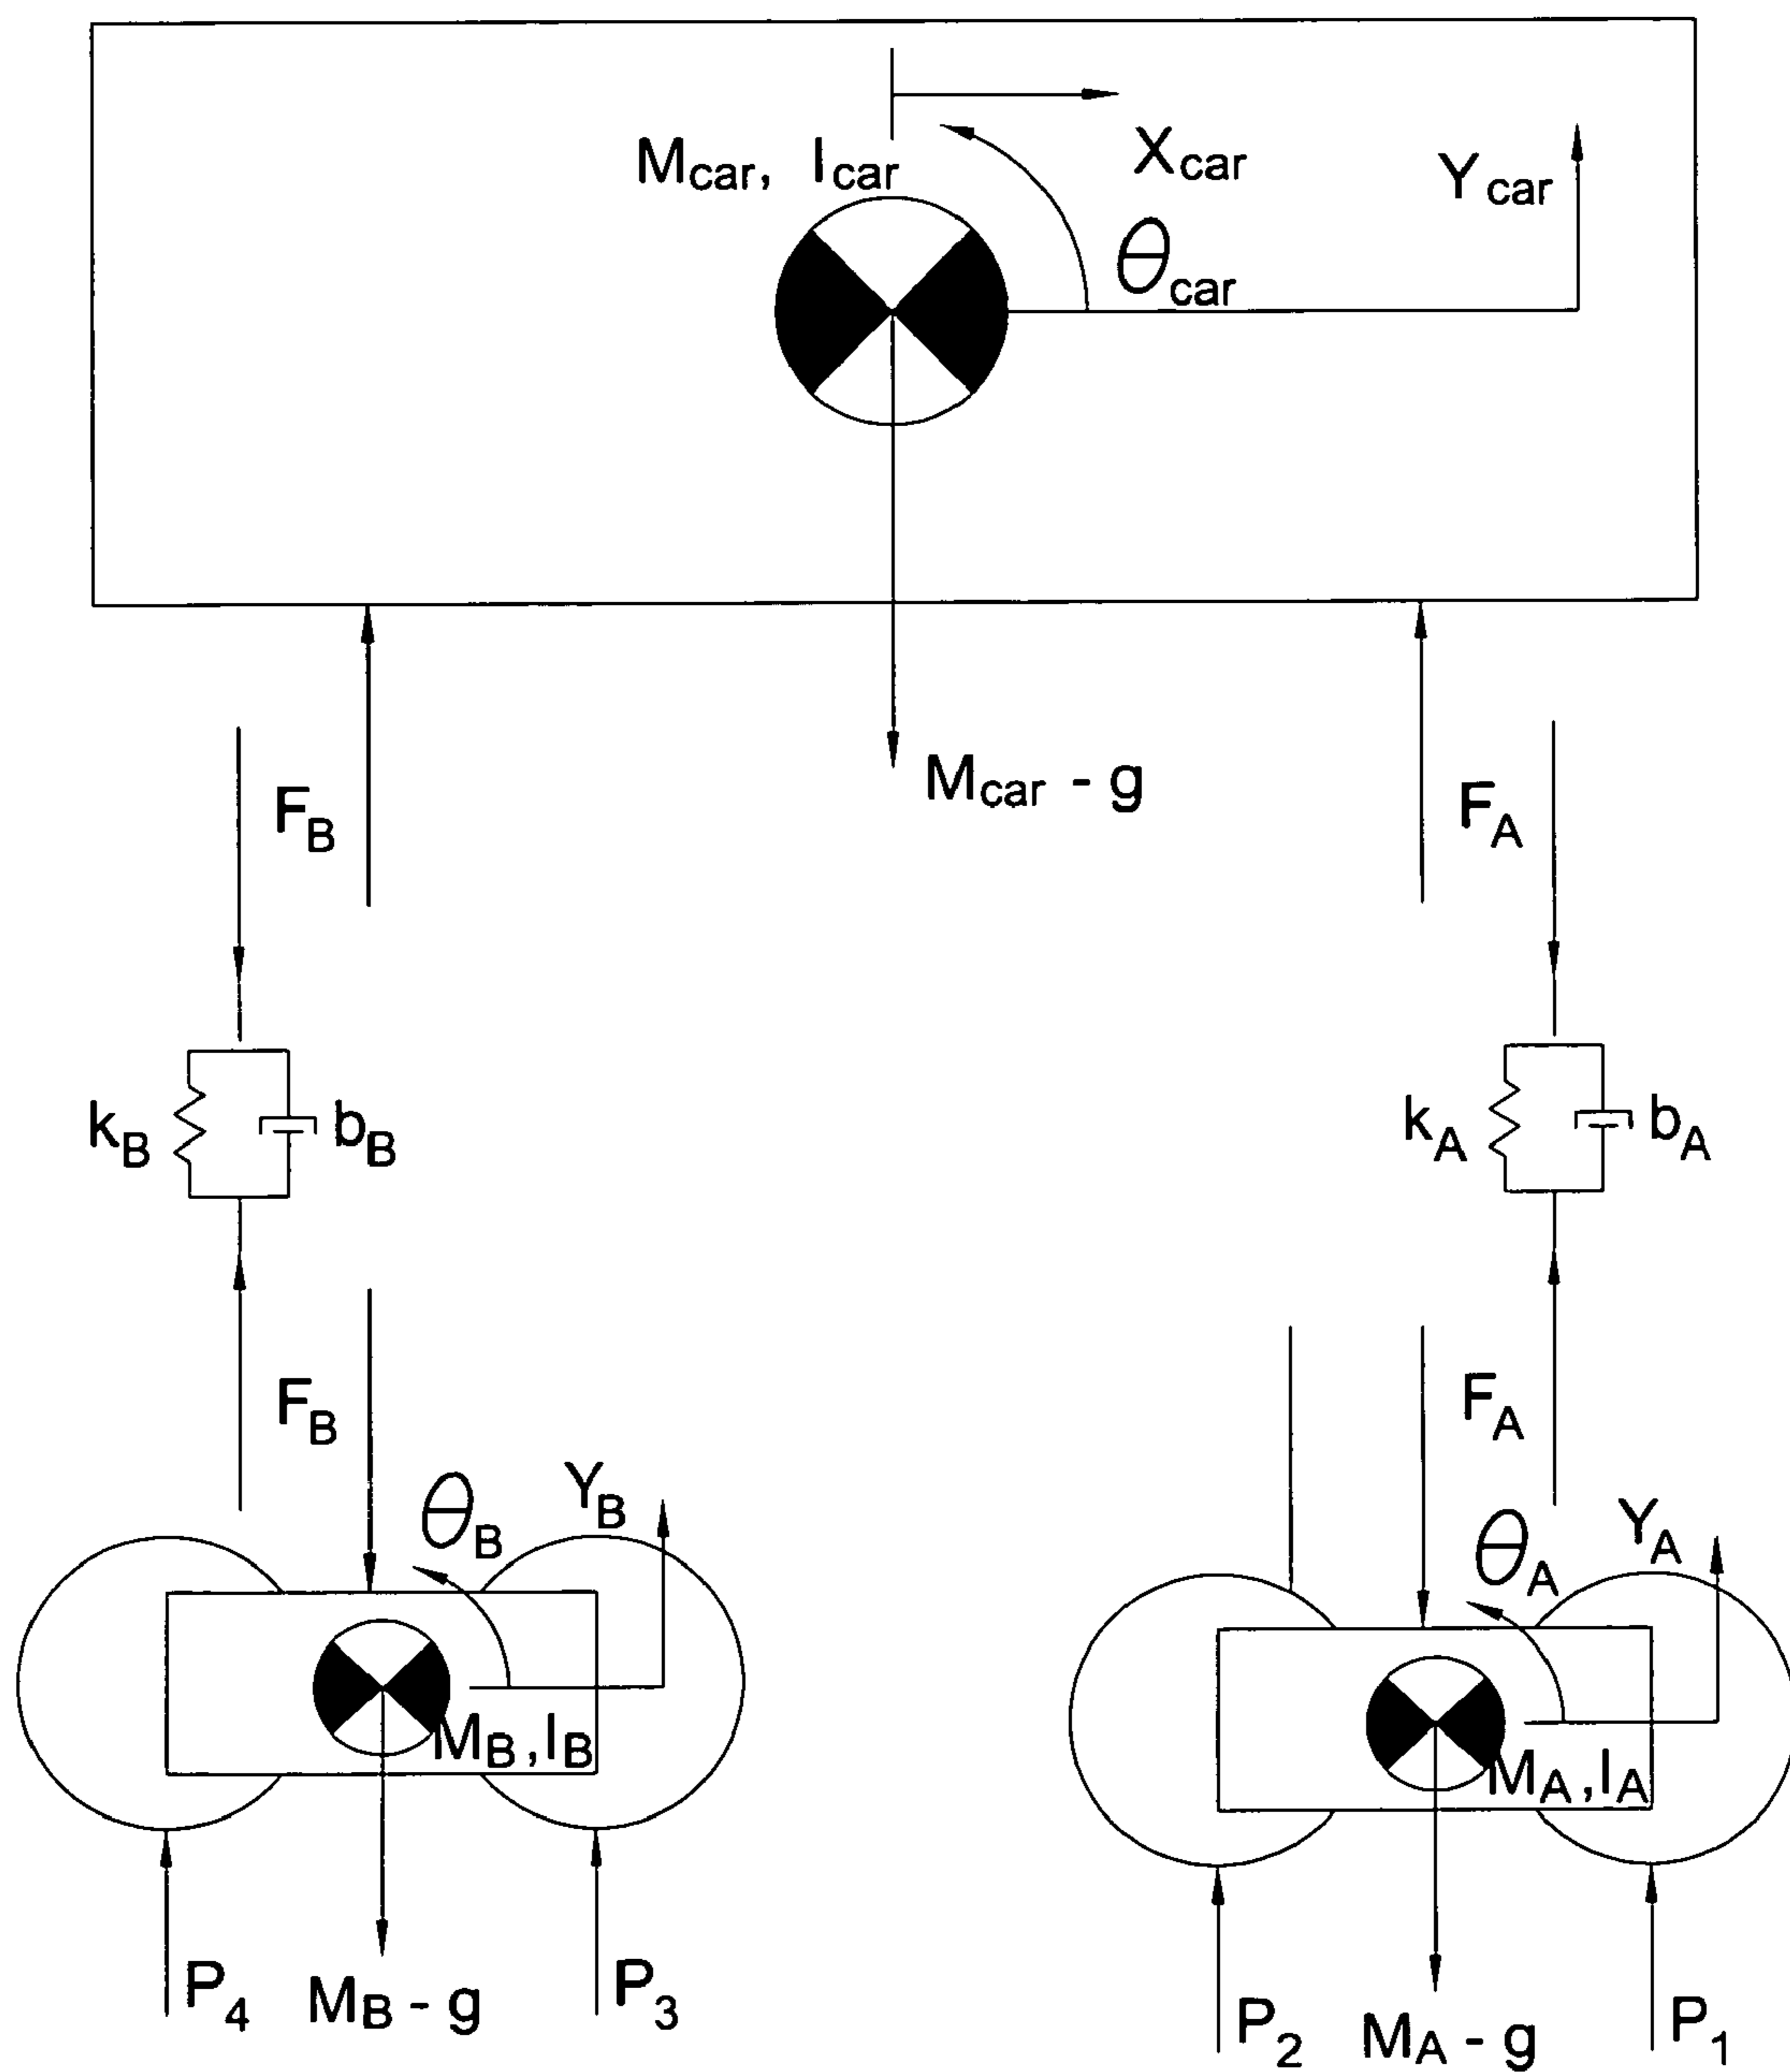 Mcar, Icar
Xcar
Ycar
θcar
Mcar - g
FB
FA
kB
bB
kA
bA
FB
FA
θB
YB
θA
YA
MB, IB
MA, IA
P4
MB - g
P3
P2
MA - g
P1